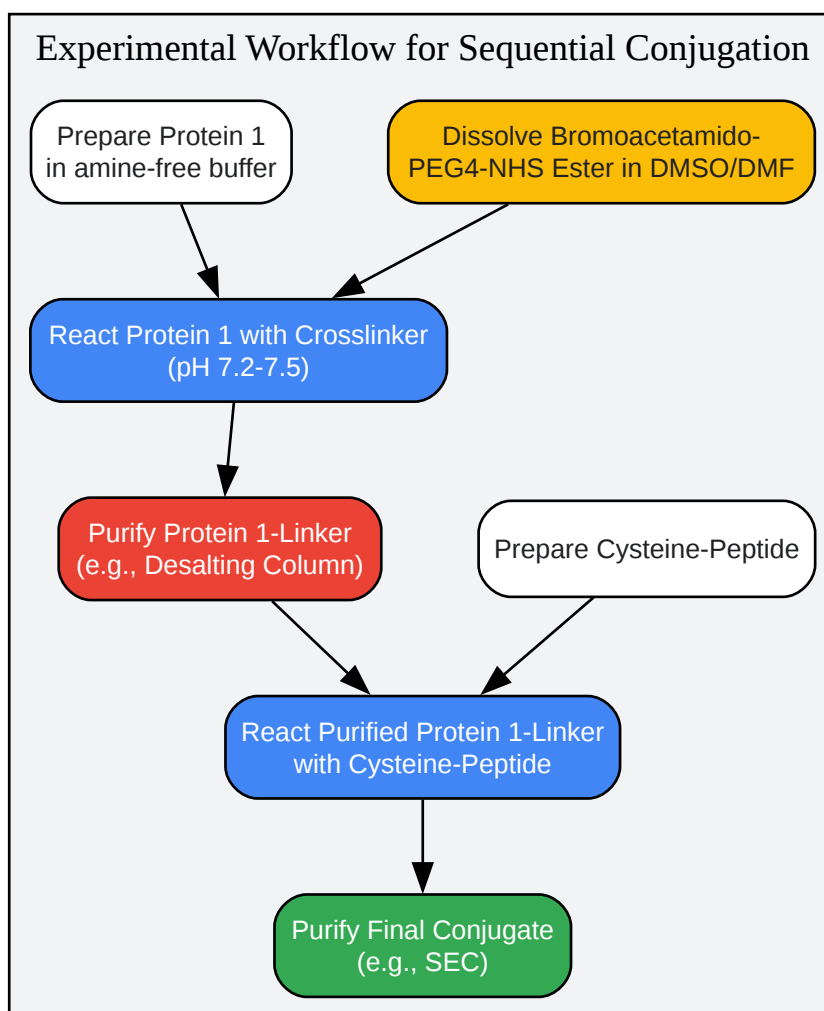 Experimental Workflow for Sequential Conjugation
Prepare Protein 1
in amine-free buffer
Dissolve Bromoacetamido-
PEG4-NHS Ester in DMSO/DMF
React Protein 1 with Crosslinker
(pH 7.2-7.5)
Purify Protein 1-Linker
(e.g., Desalting Column)
Prepare Cysteine-Peptide
React Purified Protein 1-Linker
with Cysteine-Peptide
Purify Final Conjugate
(e.g., SEC)